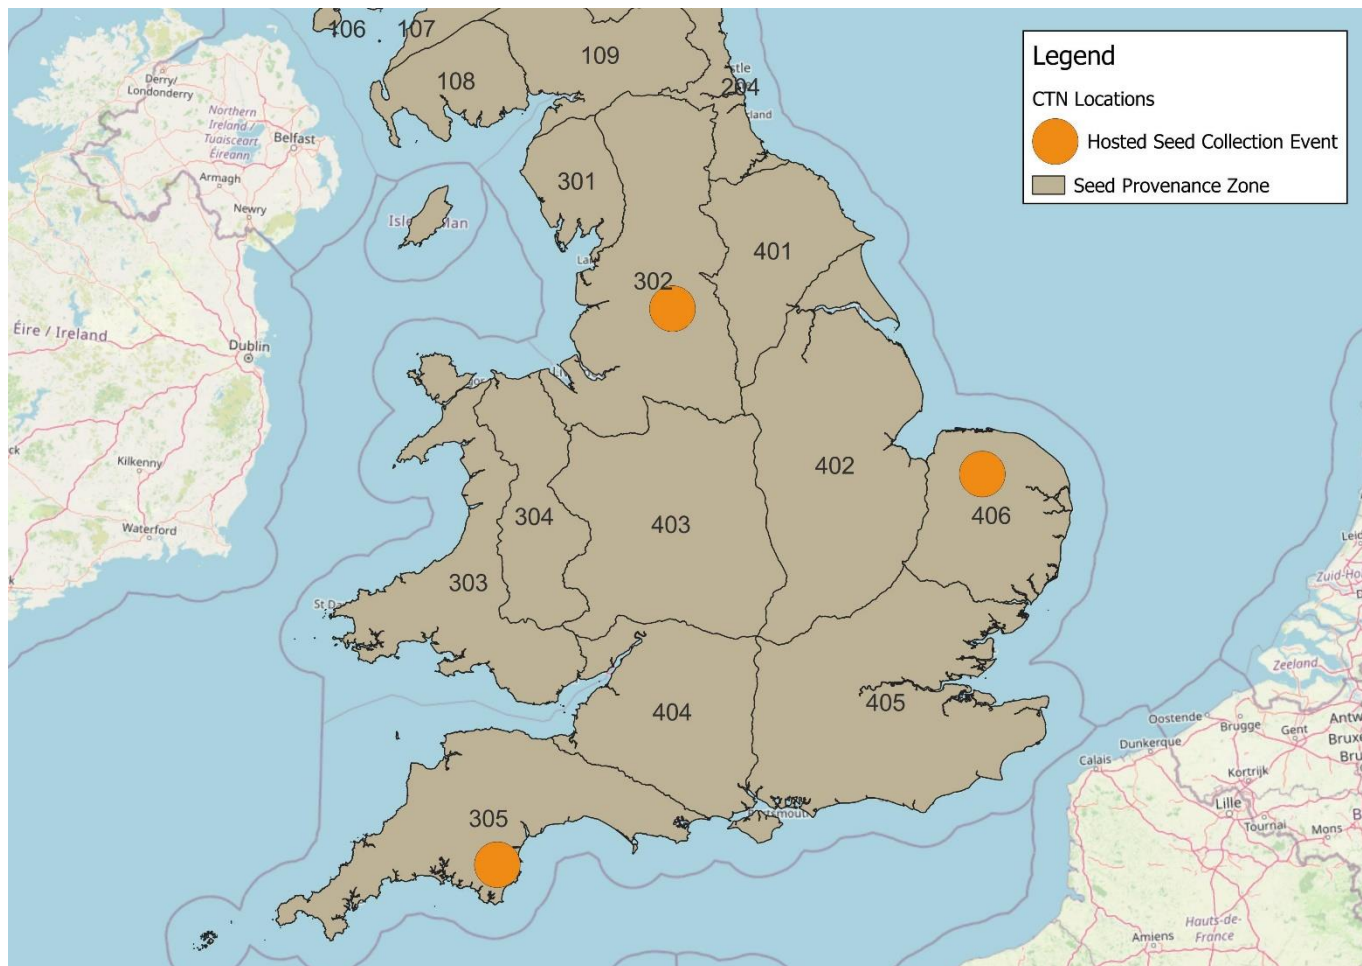 106
107
108
109
204
Derry/
Londonderry
Northern
Ireland /
Tuaisceart
Éireann
Belfast
Armagh
Newry
301
302
401
Éire / Ireland
Dublin
Kilkenny
Waterford
402
403
304
303
406
404
405
305
Zeeland
Oostende
Brugge
Gent
Dunkerque
Calais
Kortrijk
Lille
Tournai
Mons
Hauts-de-
France
Amiens
Legend
CTN Locations
Hosted Seed Collection Event
Seed Provenance Zone